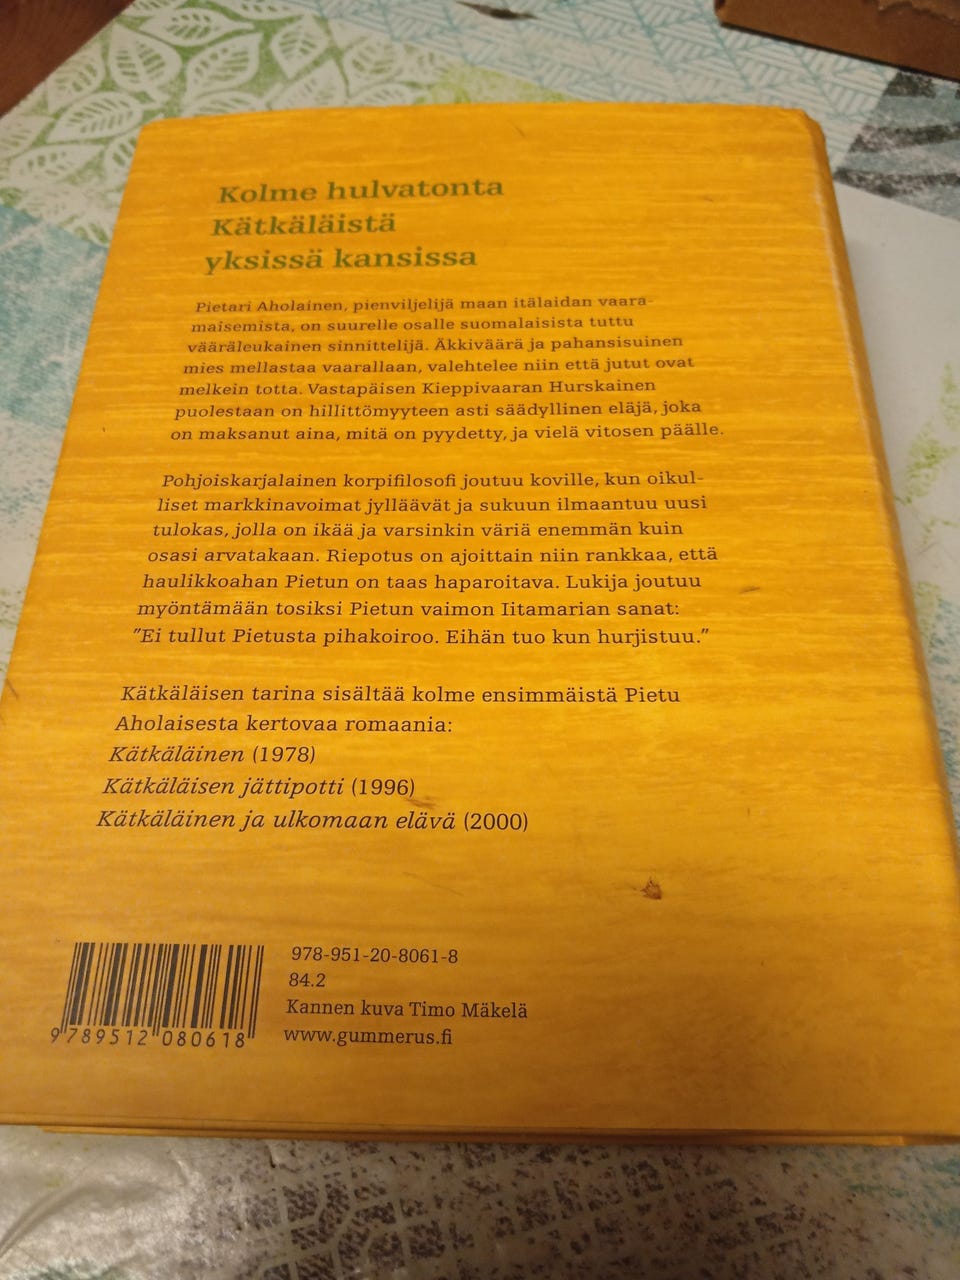 Kolme hulvatonta
Kätkäläistä
yksissä kansissa
Pietari Aholainen, pienviljelijä maan itälaidan vaara-
maisemista, on suurelle osalle suomalaisista tuttu
vääräleukainen sinnittelijä. Äkkiväärä ja pahansisuinen
mies mellastaa vaarallaan, valehtelee niin että jutut ovat
melkein totta. Vastapäisen Kieppivaaran Hurskainen
puolestaan on hillittömyyteen asti säädyllinen eläjä, joka
on maksanut aina, mitä on pyydetty, ja vielä vitosen päälle.
Pohjoiskarjalainen korpifilosofi joutuu koville, kun oikul-
liset markkinavoimat jylläävät ja sukuun ilmaantuu uusi
tulokas, jolla on ikää ja varsinkin väriä enemmän kuin
osasi arvatakaan. Riepotus on ajoittain niin rankkaa, että
haulikkoahan Pietun on taas haparoitava. Lukija joutuu
myöntämään tosiksi Pietun vaimon Iitamarian sanat:
"Ei tullut Pietusta pihakoiroo. Eihän tuo kun hurjistuu."
Kätkäläisen tarina sisältää kolme ensimmäistä Pietu
Aholaisesta kertovaa romaania:
Kätkäläinen (1978)
Kätkäläisen jättipotti (1996)
Kätkäläinen ja ulkomaan elävä (2000)
978-951-20-8061-8
84.2
Kannen kuva Timo Mäkelä
www.gummerus.fi
9 789512 080618